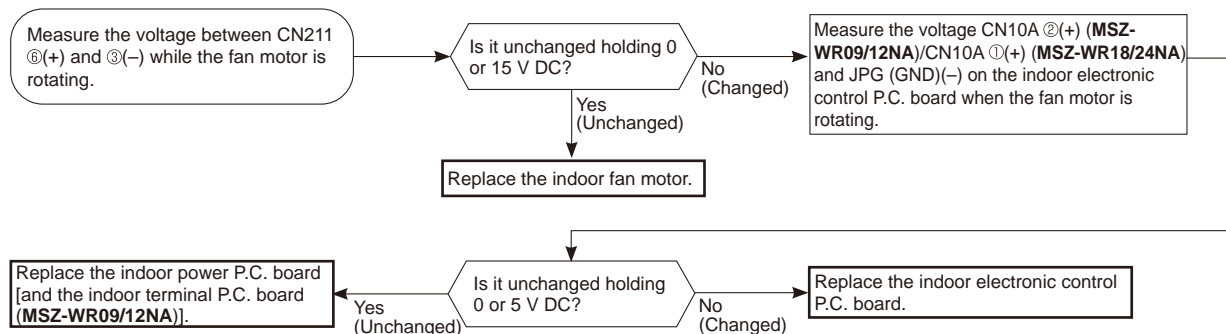 Measure the voltage between CN211
⑥(+) and ③(–) while the fan motor is
rotating.
Is it unchanged holding 0
or 15 V DC?
No
(Changed)
Yes
(Unchanged)
Measure the voltage CN10A ②(+) (MSZ-
WR09/12NA)/CN10A ①(+) (MSZ-WR18/24NA)
and JPG (GND)(–) on the indoor electronic
control P.C. board when the fan motor is
rotating.
Replace the indoor fan motor.
Is it unchanged holding
0 or 5 V DC?
Yes
(Unchanged)
No
(Changed)
Replace the indoor power P.C. board
[and the indoor terminal P.C. board
(MSZ-WR09/12NA)].
Replace the indoor electronic control
P.C. board.